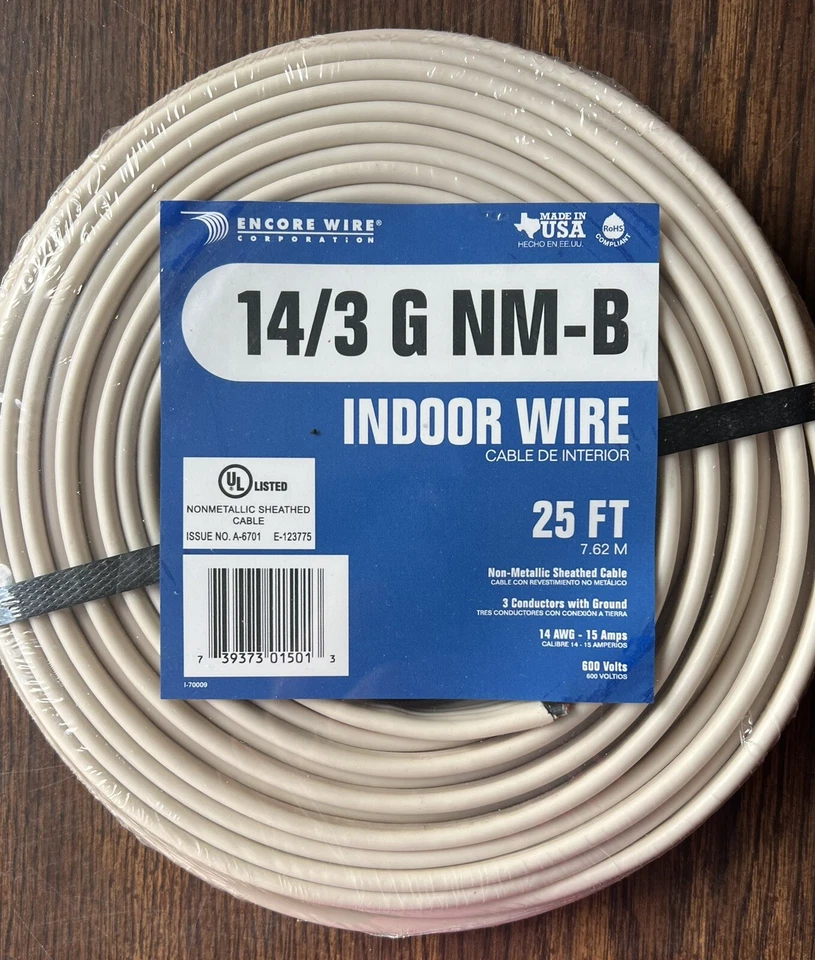 ENCORE WIRE®
CORPORATION
MADE IN
USA
HECHO EN EE.UU.
RoHS
COMPLIANT
14/3 G NM-B
INDOOR WIRE
CABLE DE INTERIOR
UL LISTED
NONMETALLIC SHEATHED
CABLE
ISSUE NO. A-6701 E-123775
25 FT
7.62 M
Non-Metallic Sheathed Cable
CABLE CON REVESTIMIENTO NO METÁLICO
3 Conductors with Ground
TRES CONDUCTORES CON CONEXIÓN A TIERRA
14 AWG - 15 Amps
CALIBRE 14 - 15 AMPERIOS
600 Volts
600 VOLTIOS
7 39373 01501 3
I-70009